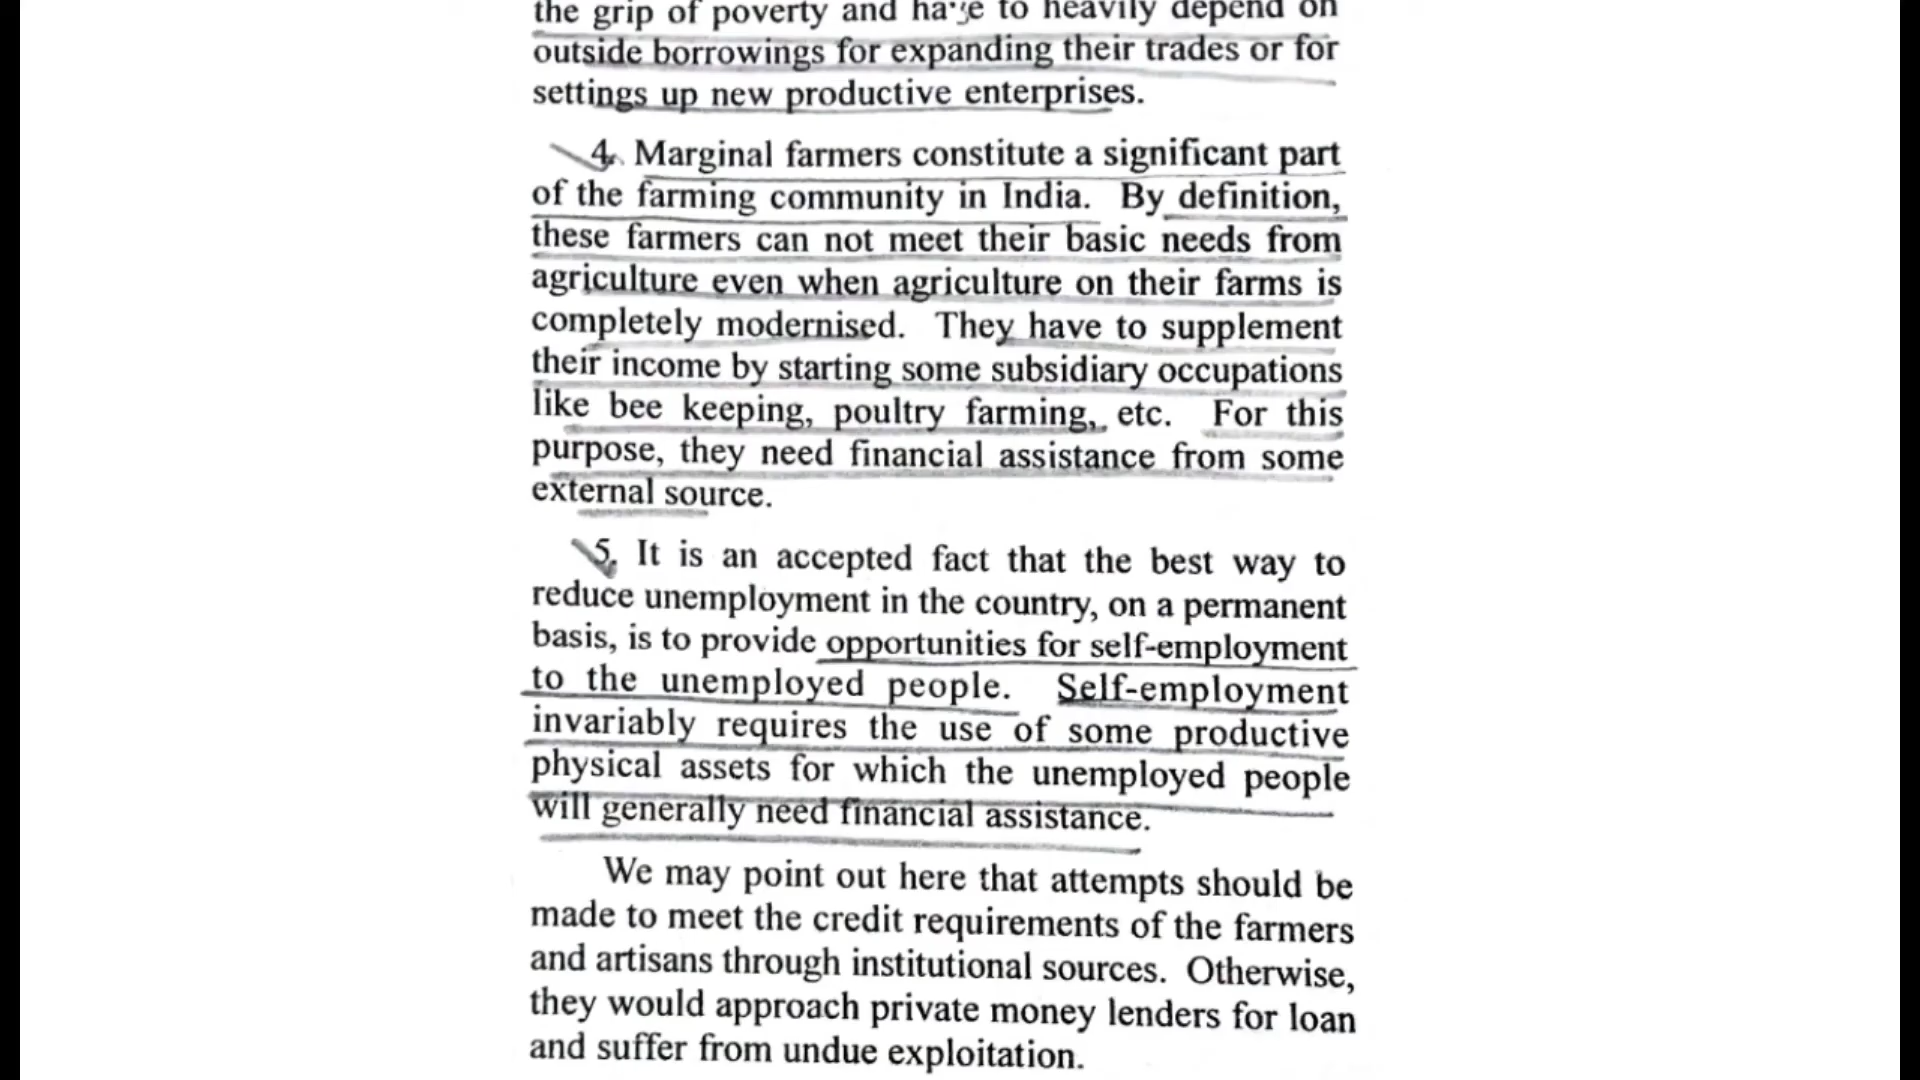 the grip of poverty and have to heavily depend on
outside borrowings for expanding their trades or for
settings up new productive enterprises.
4. Marginal farmers constitute a significant part
of the farming community in India. By definition,
these farmers can not meet their basic needs from
agriculture even when agriculture on their farms is
completely modernised. They have to supplement
their income by starting some subsidiary occupations
like bee keeping, poultry farming, etc. For this
purpose, they need financial assistance from some
external source.
5. It is an accepted fact that the best way to
reduce unemployment in the country, on a permanent
basis, is to provide opportunities for self-employment
to the unemployed people. Self-employment
invariably requires the use of some productive
physical assets for which the unemployed people
will generally need financial assistance.
We may point out here that attempts should be
made to meet the credit requirements of the farmers
and artisans through institutional sources. Otherwise,
they would approach private money lenders for loan
and suffer from undue exploitation.